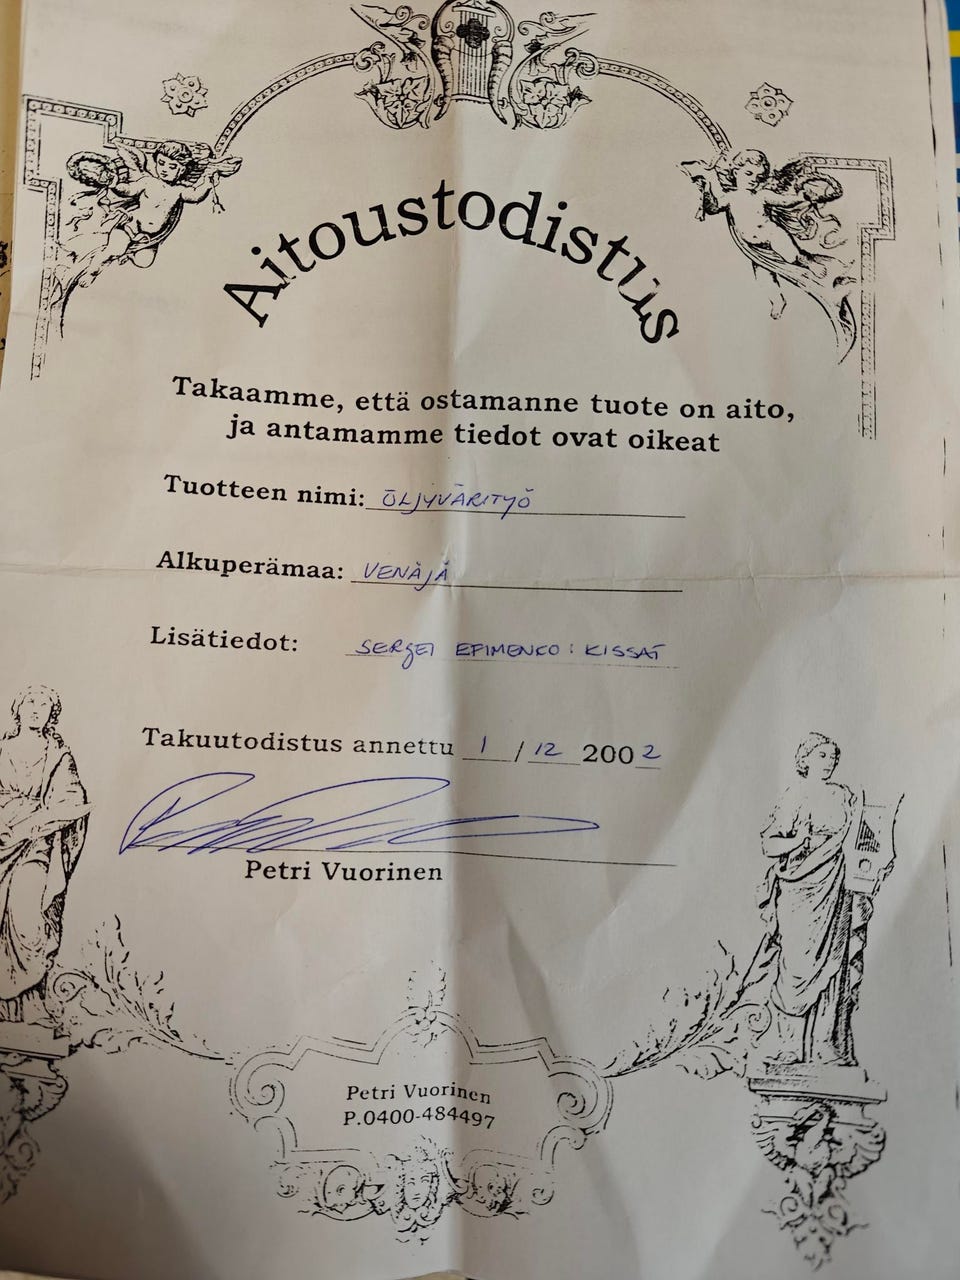 Aitoustodistus
Takaamme, että ostamanne tuote on aito,
ja antamamme tiedot ovat oikeat
Tuotteen nimi: ÖLJYVÄRITYÖ
Alkuperämaa: VENÄJÄ
Lisätiedot: SERGEI EFIMENKO: KISSAT
Takuutodistus annettu 1 / 12 2002
Petri Vuorinen
Petri Vuorinen
P.0400-484497